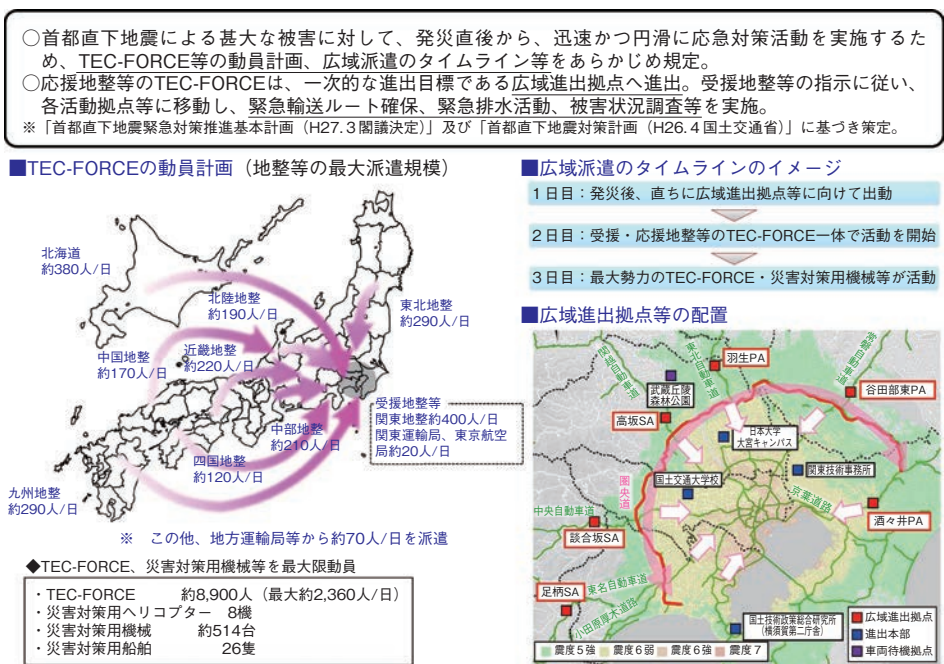 ○首都直下地震による甚大な被害に対して、発災直後から、迅速かつ円滑に応急対策活動を実施するた
め、TEC-FORCE等の動員計画、広域派遣のタイムライン等をあらかじめ規定。
○応援地整等のTEC-FORCEは、一次的な進出目標である広域進出拠点へ進出。受援地整等の指示に従い、
各活動拠点等に移動し、緊急輸送ルート確保、緊急排水活動、被害状況調査等を実施。
※「首都直下地震緊急対策推進基本計画（H27.3閣議決定）」及び「首都直下地震対策計画（H26.4国土交通省）」に基づき策定。
■TEC-FORCEの動員計画（地整等の最大派遣規模）
北海道
約380人/日
北陸地整
約190人/日
東北地整
約290人/日
中国地整
約170人/日
近畿地整
約220人/日
受援地整等
関東地整約400人/日
関東運輸局、東京航空
局約20人/日
中部地整
約210人/日
四国地整
約120人/日
九州地整
約290人/日
※　この他、地方運輸局等から約70人/日を派遣
◆TEC-FORCE、災害対策用機械等を最大限動員
・TEC-FORCE　約8,900人（最大約2,360人/日）
・災害対策用ヘリコプター　8機
・災害対策用機械　約514台
・災害対策用船舶　26隻
■広域派遣のタイムラインのイメージ
1日目：発災後、直ちに広域進出拠点等に向けて出動
2日目：受援・応援地整等のTEC-FORCE一体で活動を開始
3日目：最大勢力のTEC-FORCE・災害対策用機械等が活動
■広域進出拠点等の配置
関越自動車道
東北自動車道
羽生PA
常磐自動車道
武蔵丘陵
森林公園
谷田部東PA
高坂SA
日本大学
大宮キャンパス
関東技術事務所
国土交通大学校
圏央道
京葉道路
中央自動車道
酒々井PA
談合坂SA
東名自動車道
足柄SA
小田原厚木道路
国土技術政策総合研究所
（横須賀第二庁舎）
広域進出拠点
進出本部
車両待機拠点
震度5強
震度6弱
震度6強
震度7